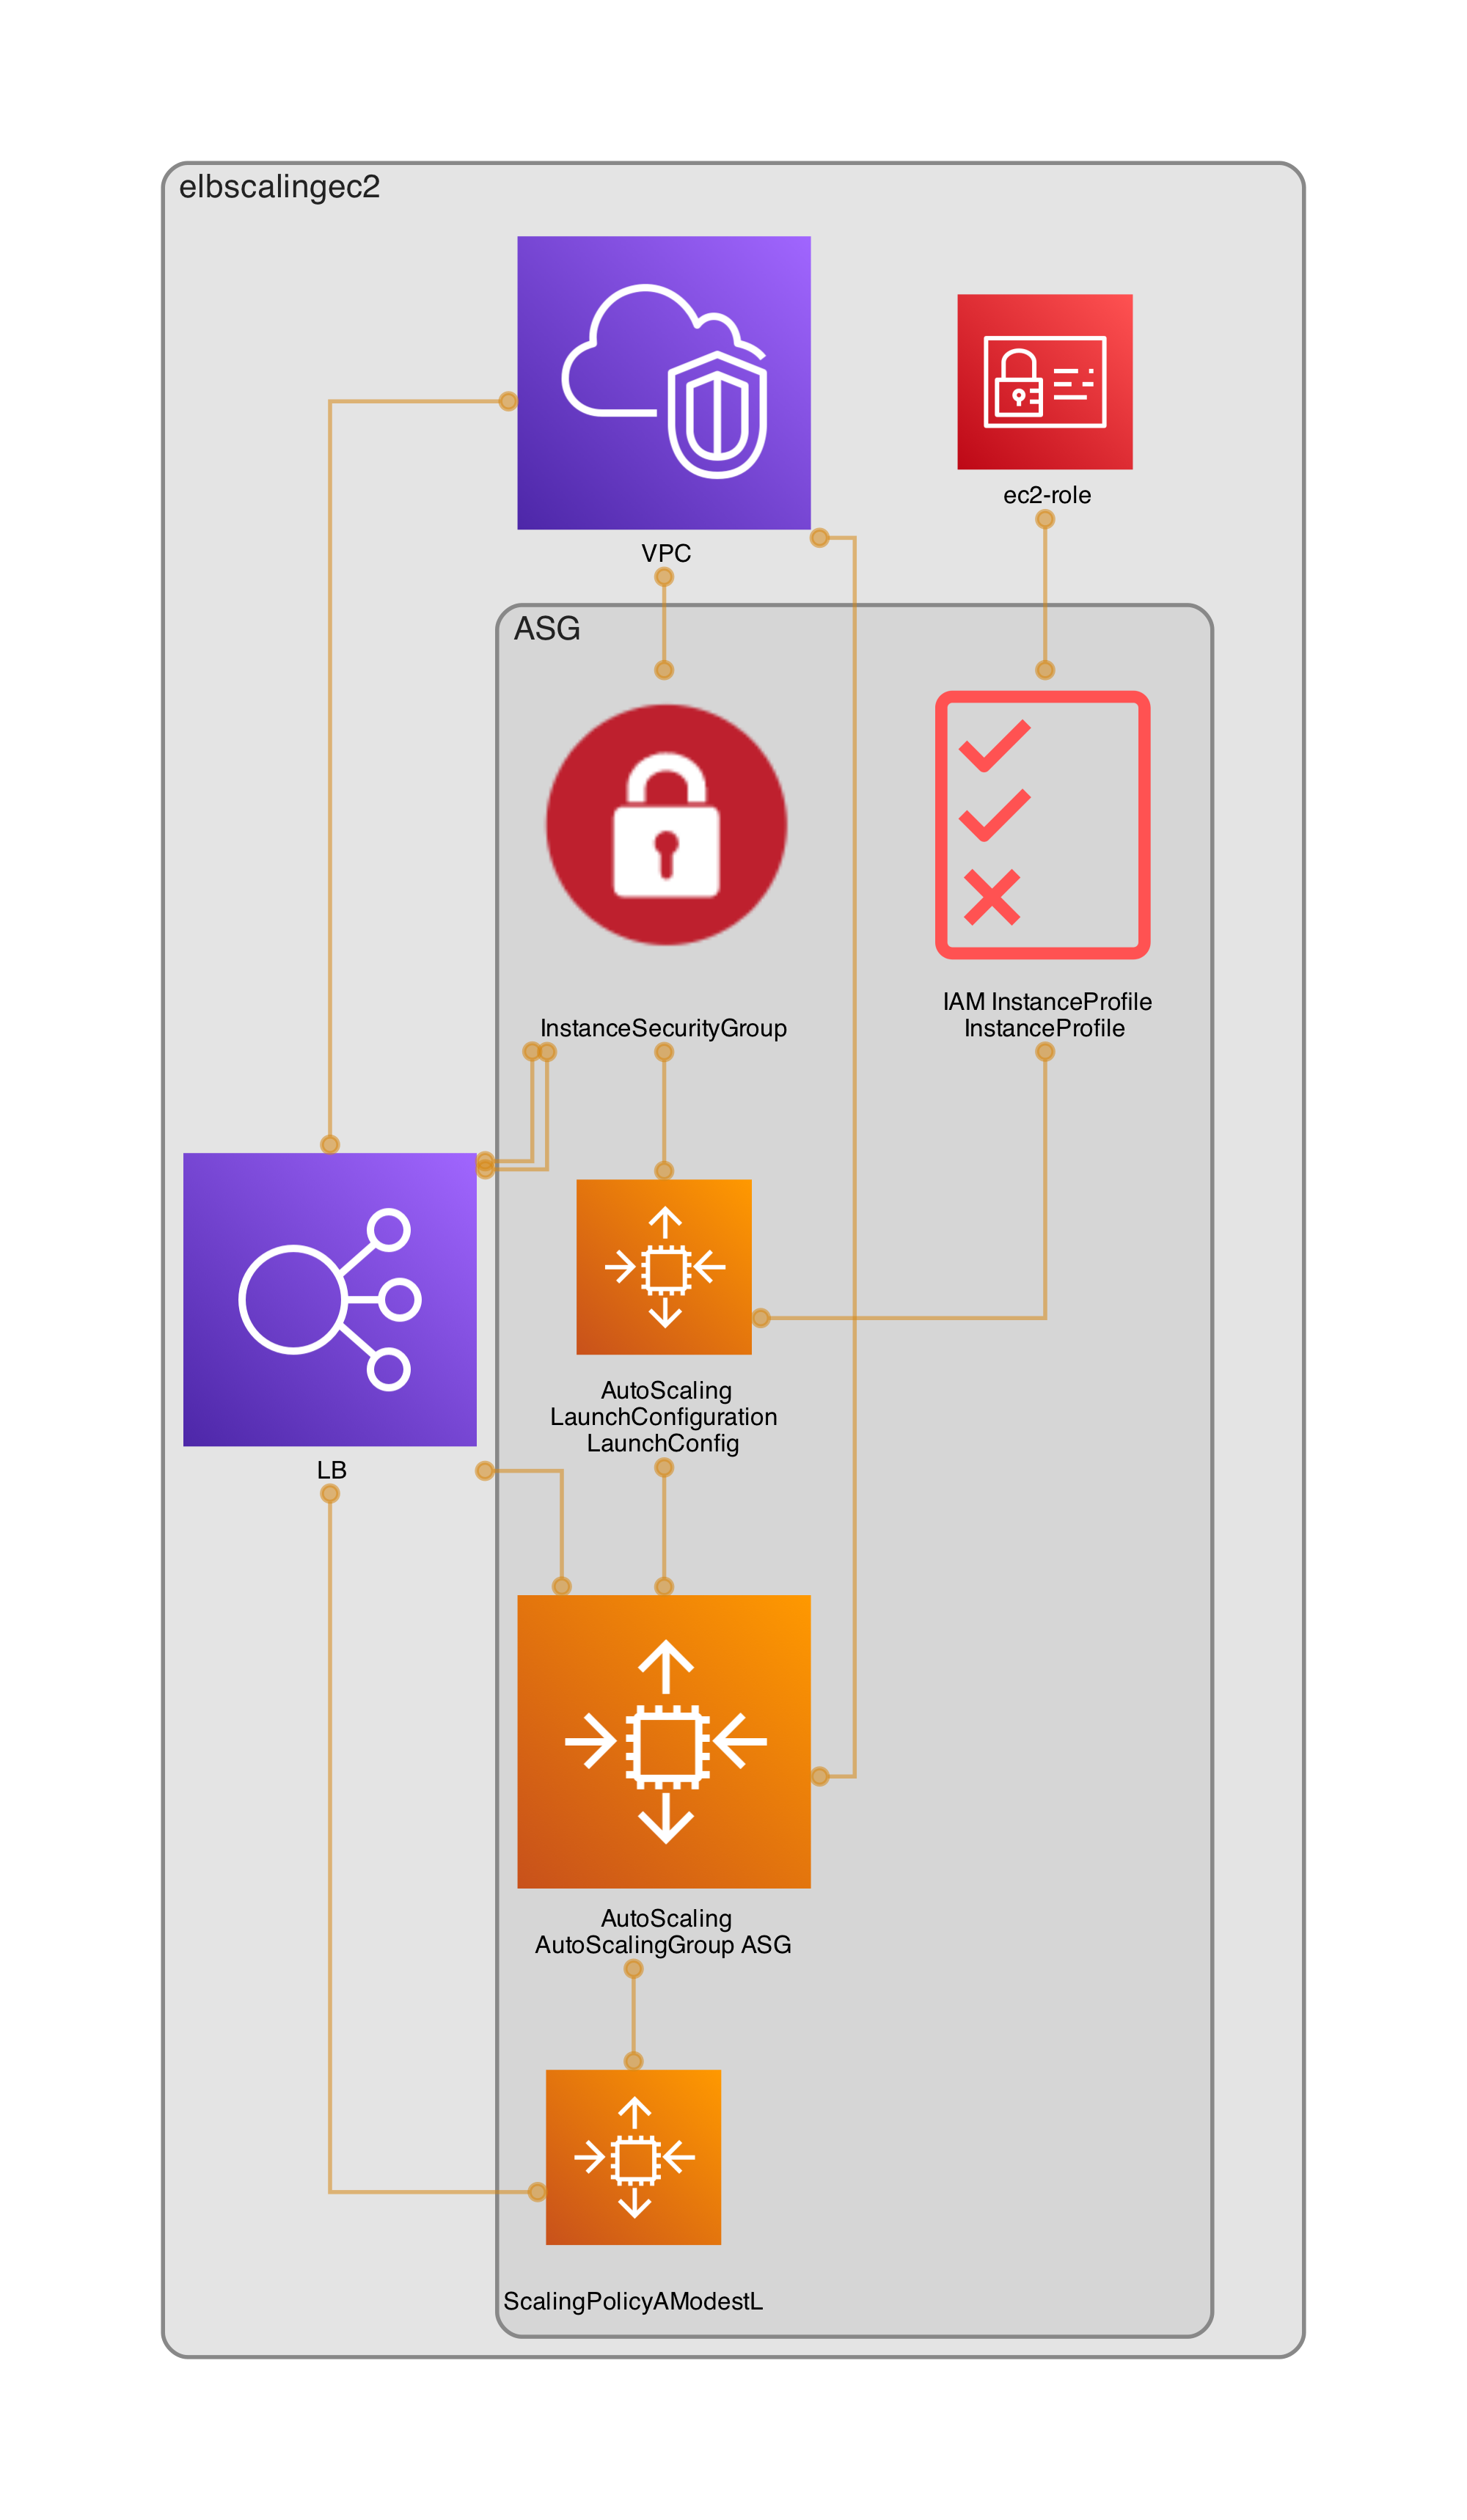 elbscalingec2
ec2-role
VPC
ASG
IAM InstanceProfile
InstanceProfile
InstanceSecurityGroup
AutoScaling
LaunchConfiguration
LaunchConfig
LB
AutoScaling
AutoScalingGroup ASG
ScalingPolicyAModestL